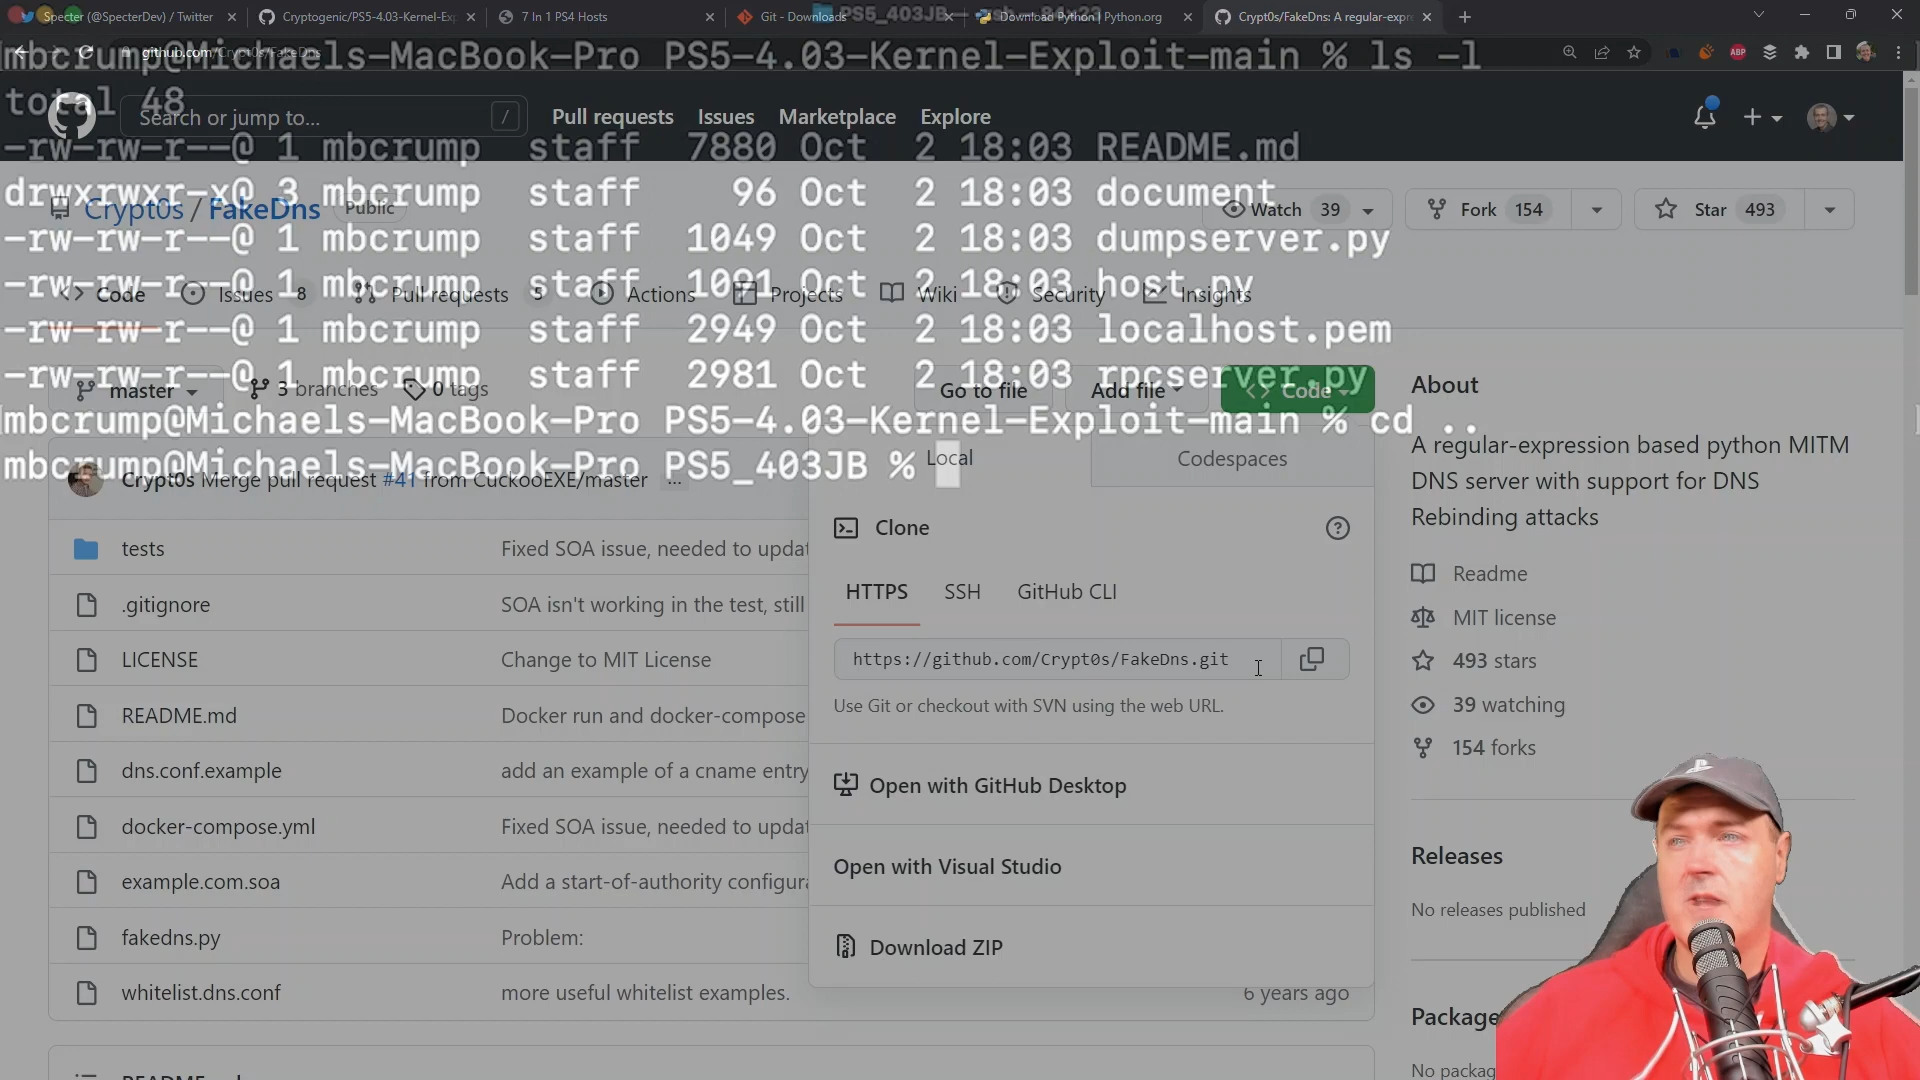 Specter (@SpecterDev) / Twitter
Cryptogenic/PS5-4.03-Kernel-Exp
7 In 1 PS4 Hosts
Git - Downloads
PS5_403JB
Download Python | Python.org
Crypt0s/FakeDns: A regular-expre
github.com/Crypt0s/FakeDns
ABP
mbcrump@Michaels-MacBook-Pro PS5-4.03-Kernel-Exploit-main % ls -l
total 48
Search or jump to...
/
Pull requests
Issues
Marketplace
Explore
-rw-rw-r--@ 1 mbcrump staff 7880 Oct 2 18:03 README.md
drwxrwxr-x@ 3 mbcrump staff 96 Oct 2 18:03 document
Crypt0s / FakeDns
Public
Watch 39
Fork 154
Star 493
-rw-rw-r--@ 1 mbcrump staff 1049 Oct 2 18:03 dumpserver.py
-rw-rw-r--@ 1 mbcrump staff 1091 Oct 2 18:03 host.py
Code
Issues 8
Pull requests 5
Actions
Projects
Wiki
Security
Insights
-rw-rw-r--@ 1 mbcrump staff 2949 Oct 2 18:03 localhost.pem
-rw-rw-r--@ 1 mbcrump staff 2981 Oct 2 18:03 rpcserver.py
master
3 branches
0 tags
Go to file
Add file
Code
About
mbcrump@Michaels-MacBook-Pro PS5-4.03-Kernel-Exploit-main % cd ..
mbcrump@Michaels-MacBook-Pro PS5_403JB %
Local
Codespaces
A regular-expression based python MITM
DNS server with support for DNS
Rebinding attacks
Crypt0s Merge pull request #41 from CuckooEXE/master ...
Clone
HTTPS
SSH
GitHub CLI
https://github.com/Crypt0s/FakeDns.git
Use Git or checkout with SVN using the web URL.
Open with GitHub Desktop
Open with Visual Studio
Download ZIP
tests
Fixed SOA issue, needed to updat
.gitignore
SOA isn't working in the test, still
LICENSE
Change to MIT License
README.md
Docker run and docker-compose
dns.conf.example
add an example of a cname entry
docker-compose.yml
Fixed SOA issue, needed to updat
example.com.soa
Add a start-of-authority configura
fakedns.py
Problem:
whitelist.dns.conf
more useful whitelist examples.
6 years ago
Readme
MIT license
493 stars
39 watching
154 forks
Releases
No releases published
Package
No packag